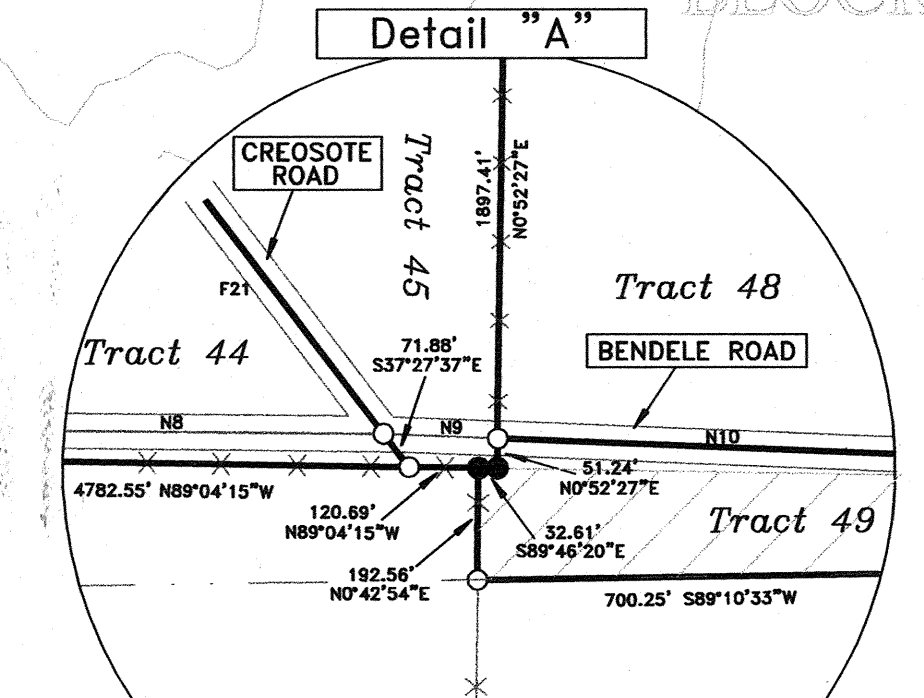 BLOCK
Detail "A"
CREOSOTE
ROAD
Tract 45
1897.41'
N0°52'27"E
F21
Tract 48
71.88'
S37°27'37"E
Tract 44
BENDELE ROAD
N8
N9
N10
4782.55' N89°04'15"W
51.24'
N0°52'27"E
120.69'
N89°04'15"W
32.61'
S89°46'20"E
Tract 49
192.56'
N0°42'54"E
700.25' S89°10'33"W